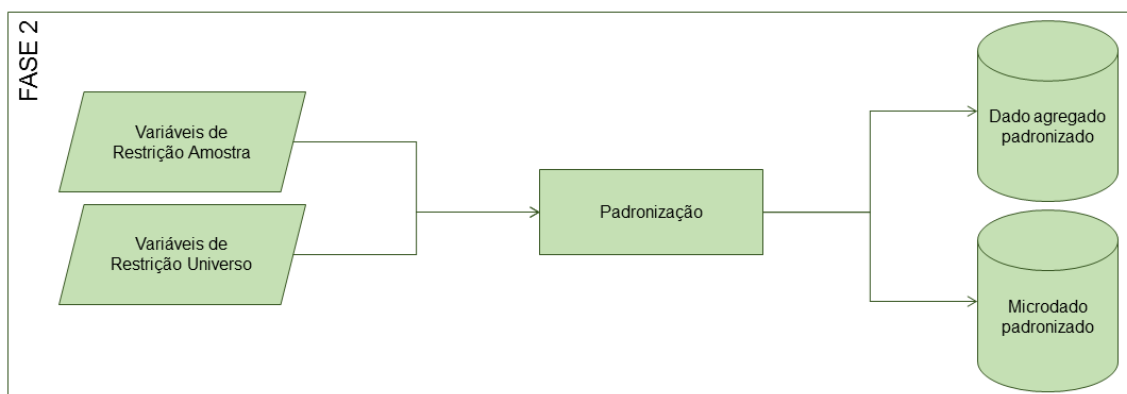 FASE 2
Variáveis de
Restrição Amostra
Variáveis de
Restrição Universo
Padronização
Dado agregado
padronizado
Microdado
padronizado